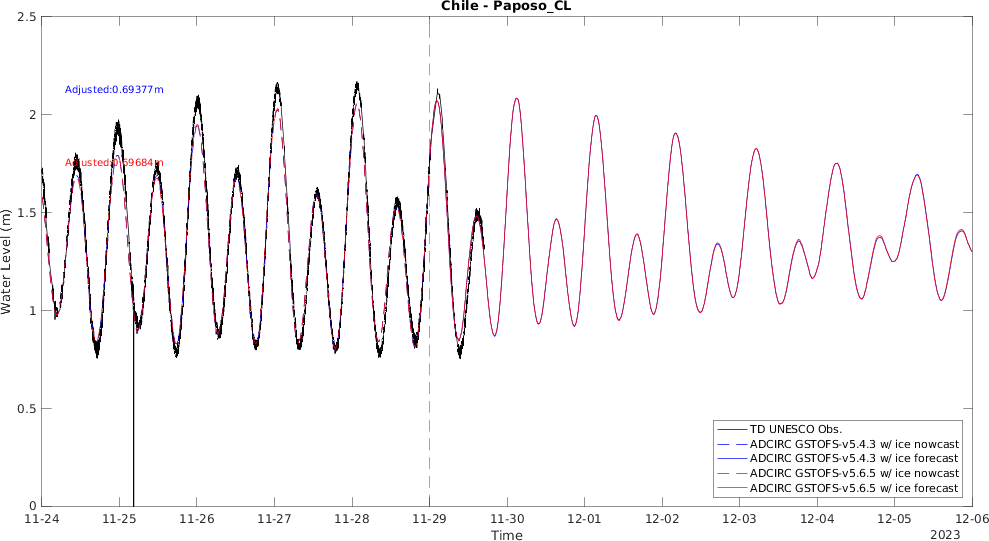 Chile - Paposo_CL
2.5
2
1.5
1
0.5
0
Water Level (m)
Adjusted:0.69377m
Adjusted:0.69684m
TD UNESCO Obs.
ADCIRC GSTOFS-v5.4.3 w/ ice nowcast
ADCIRC GSTOFS-v5.4.3 w/ ice forecast
ADCIRC GSTOFS-v5.6.5 w/ ice nowcast
ADCIRC GSTOFS-v5.6.5 w/ ice forecast
11-24 11-25 11-26 11-27 11-28 11-29 11-30 12-01 12-02 12-03 12-04 12-05 12-06
Time
2023